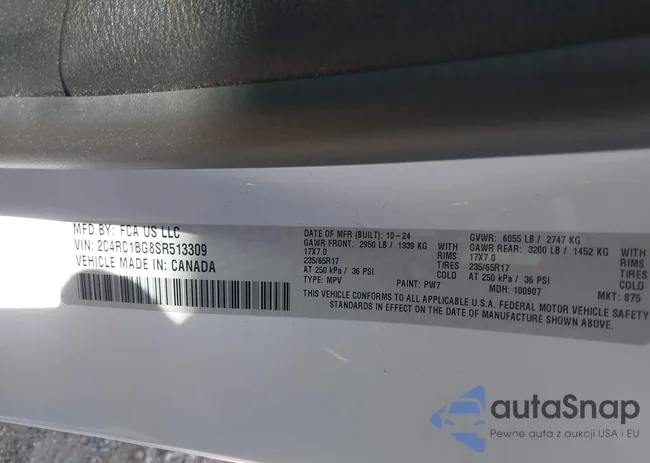 MFD BY: FCA US LLC
VIN: 2C4RC1BG8SR513309
VEHICLE MADE IN: CANADA
DATE OF MFR (BUILT): 10-24
GAWR FRONT: 2950 LB / 1339 KG WITH
17X7.0 RIMS
235/65R17 TIRES
AT 250 kPa / 36 PSI COLD
TYPE: MPV PAINT: PW7
GVWR: 6055 LB / 2747 KG
GAWR REAR: 3200 LB / 1452 KG WITH
17X7.0 RIMS
235/65R17 TIRES
AT 250 kPa / 36 PSI COLD
MDH: 100907 MKT: 875
THIS VEHICLE CONFORMS TO ALL APPLICABLE U.S.A. FEDERAL MOTOR VEHICLE SAFETY
STANDARDS IN EFFECT ON THE DATE OF MANUFACTURE SHOWN ABOVE.
autaSnap
Pewne auta z aukcji USA i EU